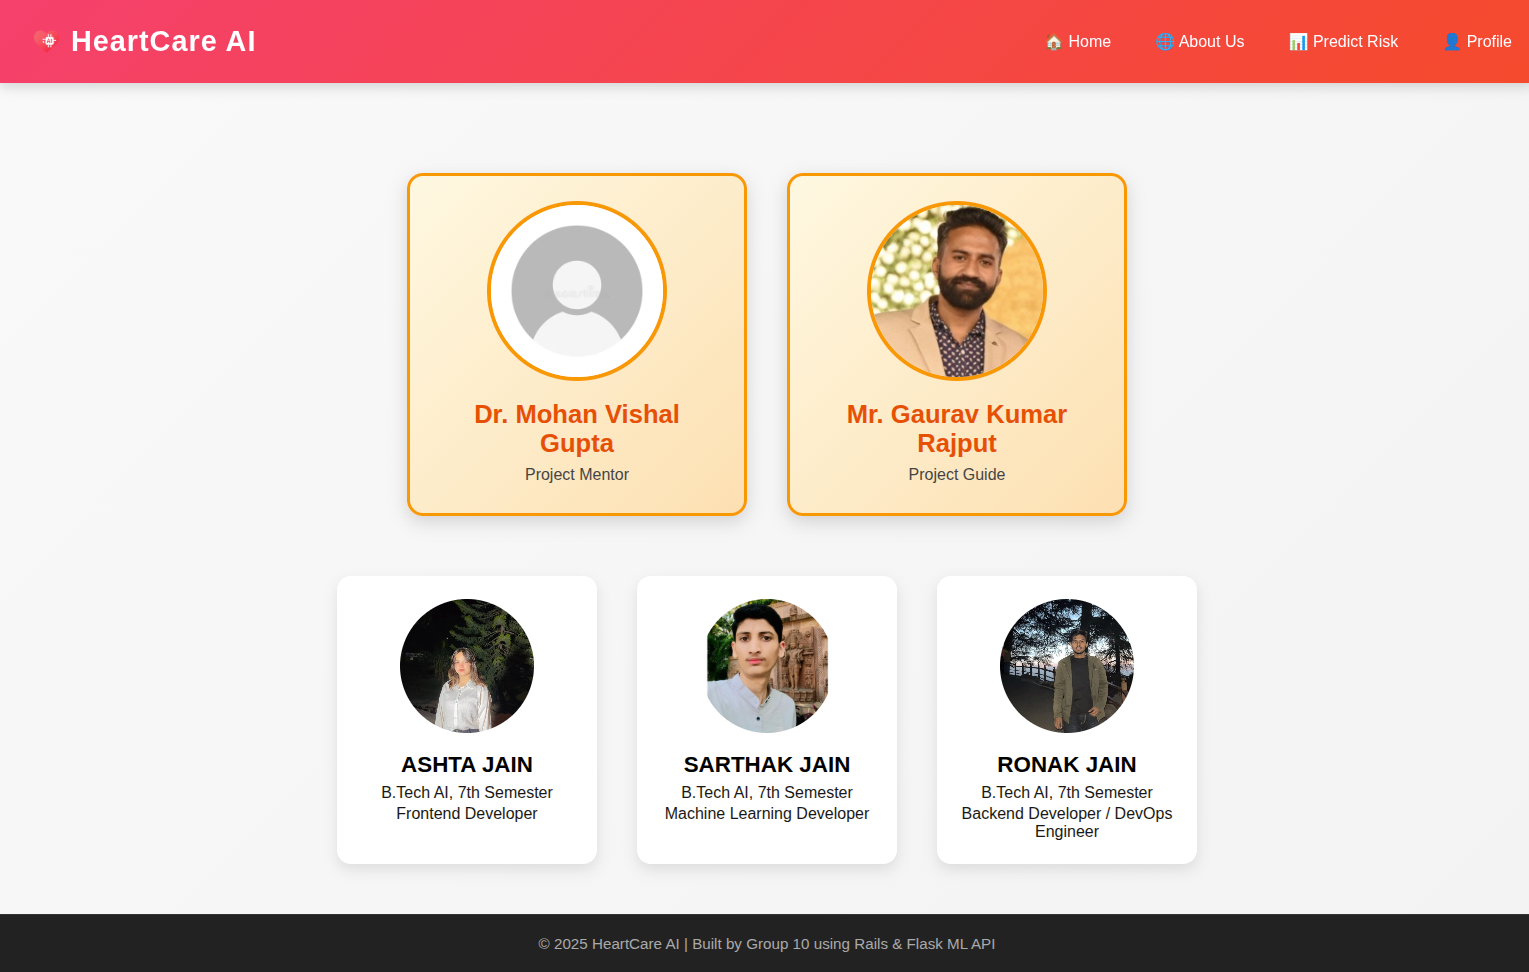 HeartCare AI
🏠 Home
🌐 About Us
📊 Predict Risk
👤 Profile
Dr. Mohan Vishal
Gupta
Project Mentor
Mr. Gaurav Kumar
Rajput
Project Guide
ASHTA JAIN
B.Tech AI, 7th Semester
Frontend Developer
SARTHAK JAIN
B.Tech AI, 7th Semester
Machine Learning Developer
RONAK JAIN
B.Tech AI, 7th Semester
Backend Developer / DevOps
Engineer
© 2025 HeartCare AI | Built by Group 10 using Rails & Flask ML API